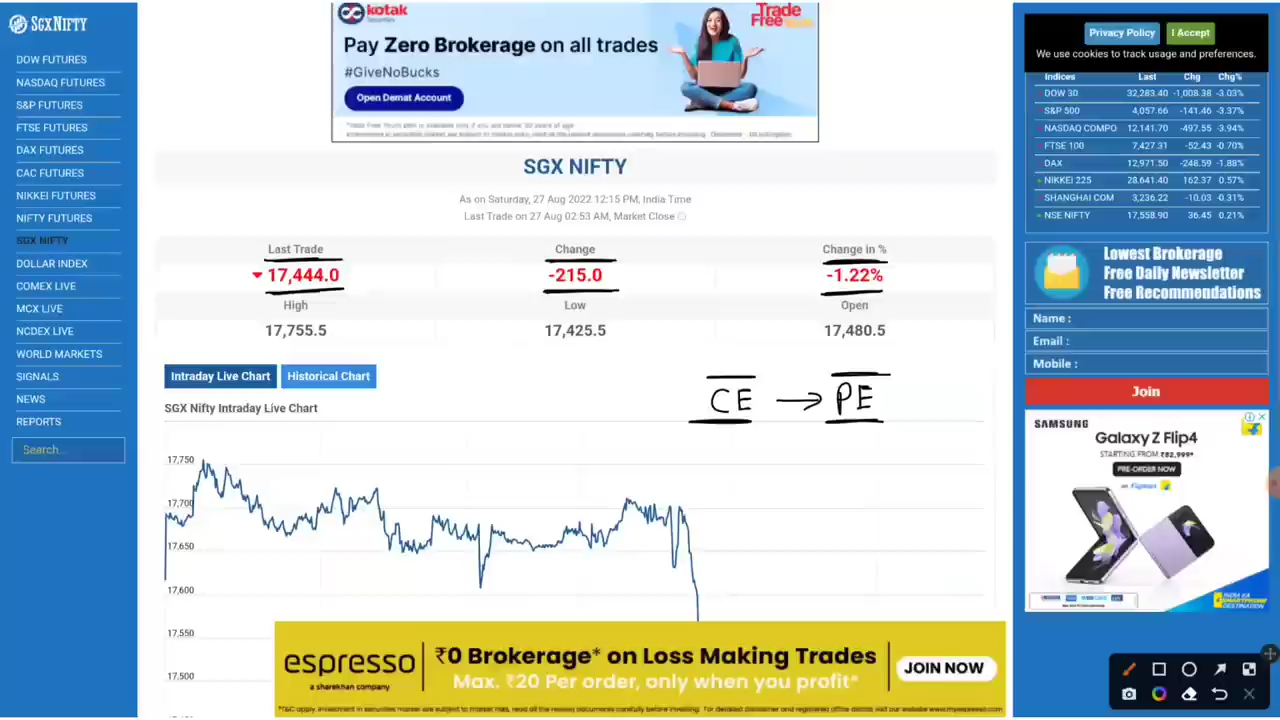 SGXNIFTY
DOW FUTURES
NASDAQ FUTURES
S&P FUTURES
FTSE FUTURES
DAX FUTURES
CAC FUTURES
NIKKEI FUTURES
NIFTY FUTURES
SGX NIFTY
DOLLAR INDEX
COMEX LIVE
MCX LIVE
NCDEX LIVE
WORLD MARKETS
SIGNALS
NEWS
REPORTS
Search...
kotak
Securities
Trade
Free
Pay Zero Brokerage on all trades
#GiveNoBucks
Open Demat Account
SGX NIFTY
As on Saturday, 27 Aug 2022 12:15 PM, India Time
Last Trade on 27 Aug 02:53 AM, Market Close
Last Trade Change Change in %
17,444.0 -215.0 -1.22%
High Low Open
17,755.5 17,425.5 17,480.5
Intraday Live Chart Historical Chart
CE → PE
SGX Nifty Intraday Live Chart
17,750
17,700
17,650
17,600
17,550
17,500
espresso
a sharekhan company
₹0 Brokerage* on Loss Making Trades
Max. ₹20 Per order, only when you profit*
JOIN NOW
Privacy Policy I Accept
We use cookies to track usage and preferences.
Indices Last Chg Chg%
DOW 30 32,283.40 -1,008.38 -3.03%
S&P 500 4,057.66 -141.46 -3.37%
NASDAQ COMPO 12,141.70 -497.55 -3.94%
FTSE 100 7,427.31 -52.43 -0.70%
DAX 12,971.50 -248.59 -1.88%
NIKKEI 225 28,641.40 162.37 0.57%
SHANGHAI COM 3,236.22 -10.03 -0.31%
NSE NIFTY 17,558.90 36.45 0.21%
Lowest Brokerage
Free Daily Newsletter
Free Recommendations
Name :
Email :
Mobile :
Join
SAMSUNG
Galaxy Z Flip4
STARTING FROM ₹82,999*
PRE-ORDER NOW
on Flipkart
INDIA KA
SMARTPHONE
DESTINATION